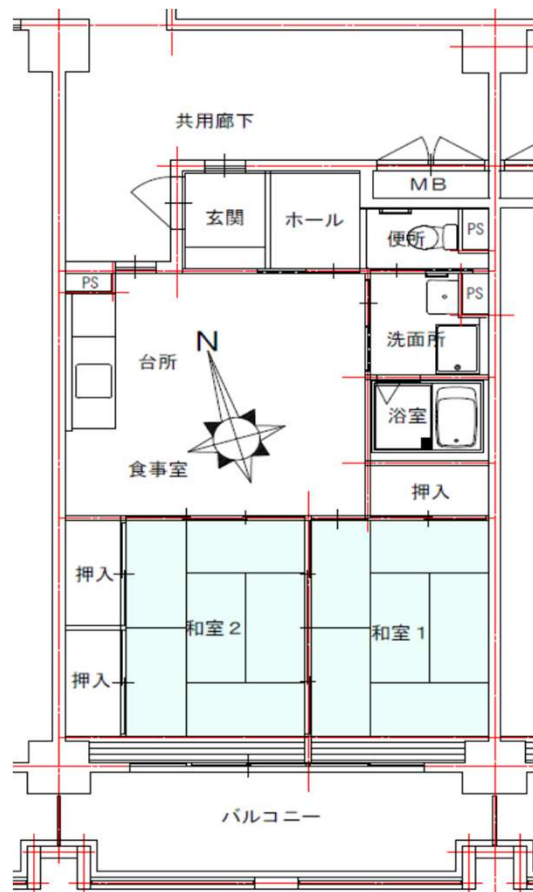 共用廊下
MB
玄関
ホール
便所
PS
PS
PS
台所
N
洗面所
浴室
食事室
押入
押入
和室2
和室1
押入
バルコニー